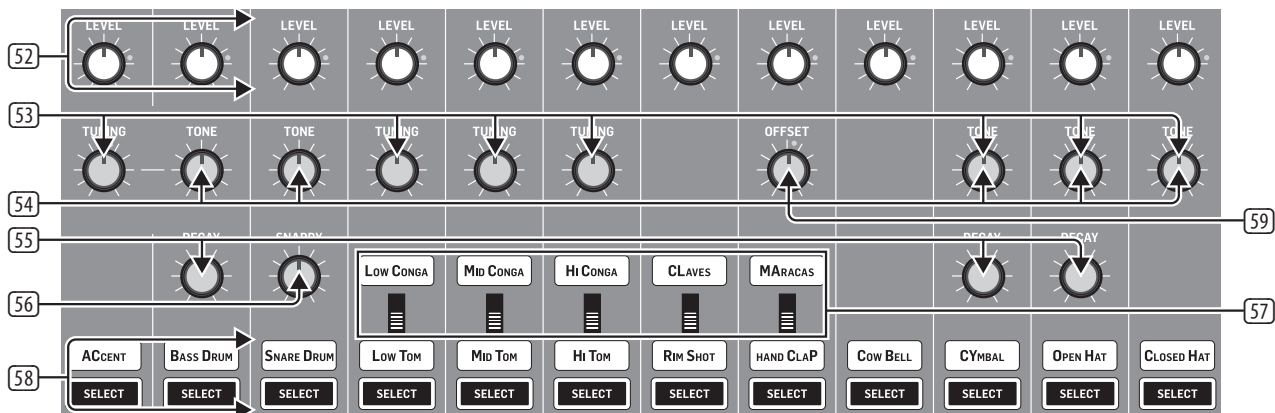 LEVEL LEVEL LEVEL LEVEL LEVEL LEVEL LEVEL LEVEL LEVEL LEVEL LEVEL LEVEL
52
53
TUNING TONE TONE TUNING TUNING TUNING OFFSET TONE TONE TONE
54
59
55
DECAY SNAPPY DECAY DECAY
LOW CONGA MID CONGA HI CONGA CLAVES MARACAS
56
57
ACCENT BASS DRUM SNARE DRUM LOW TOM MID TOM HI TOM RIM SHOT HAND CLAP COW BELL CYMBAL OPEN HAT CLOSED HAT
58
SELECT SELECT SELECT SELECT SELECT SELECT SELECT SELECT SELECT SELECT SELECT SELECT